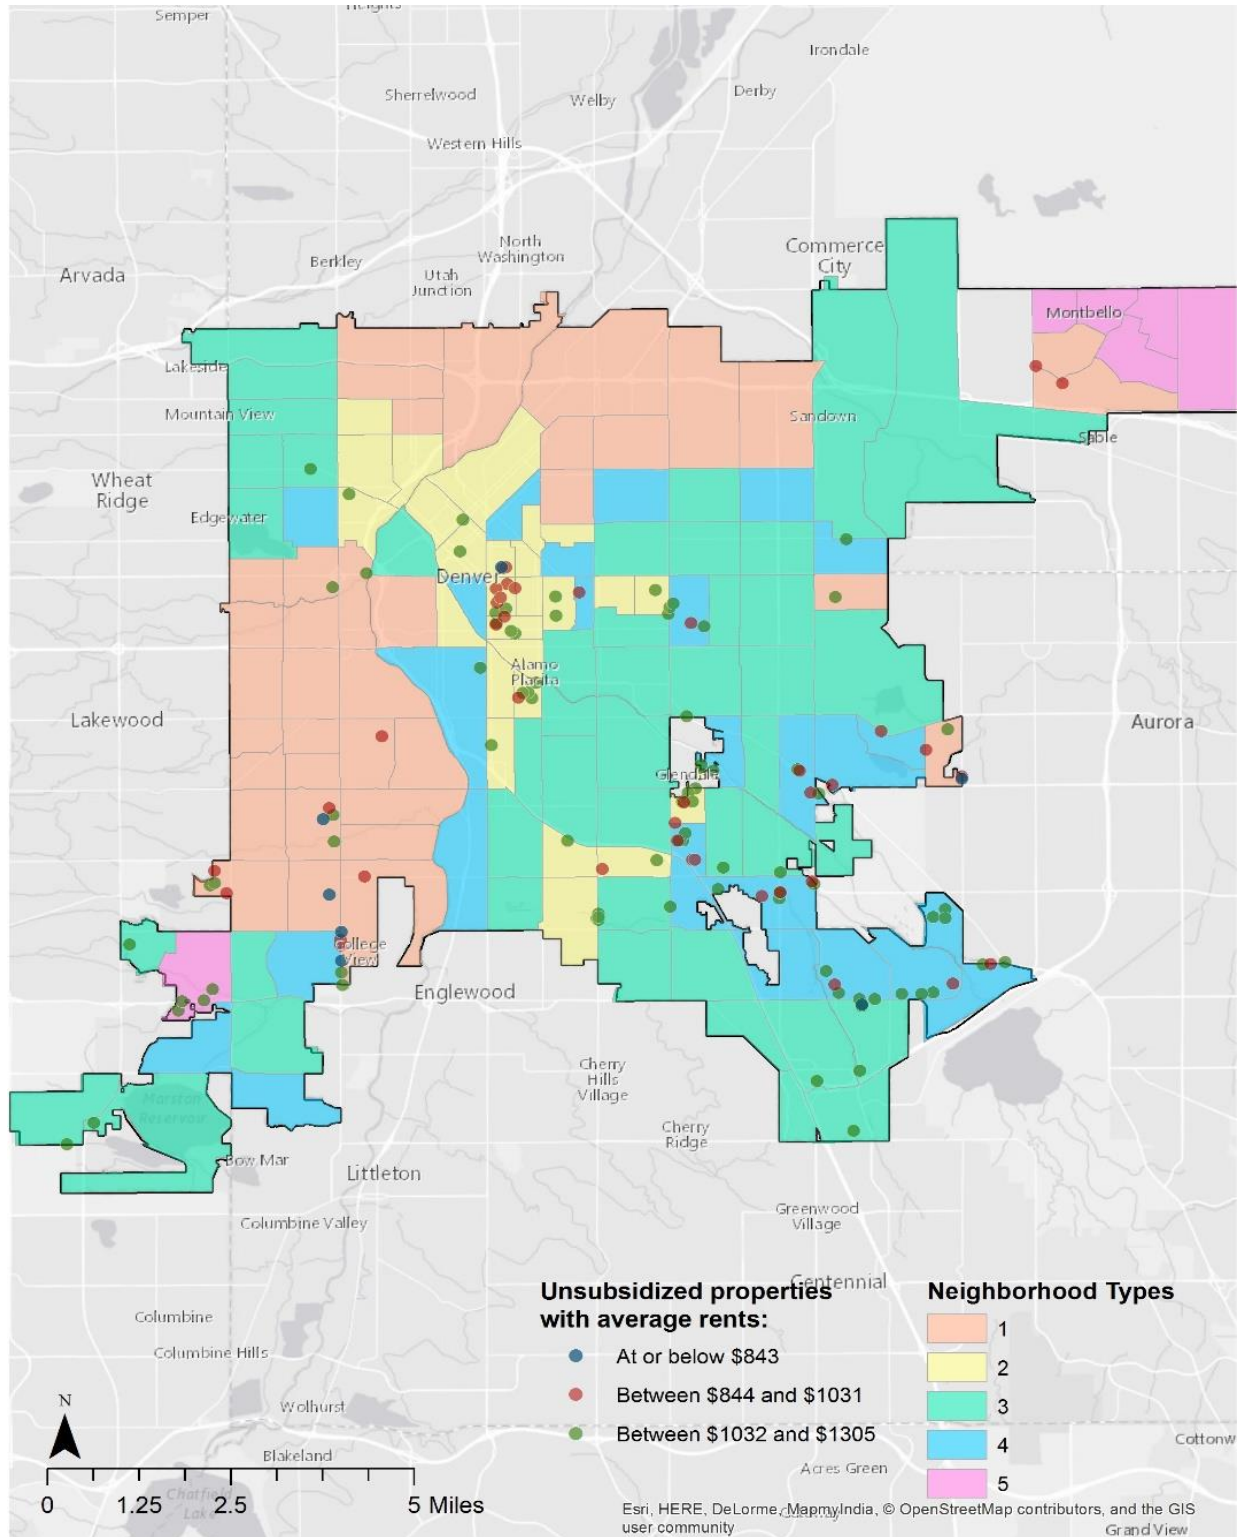 Semper
Heights
Irondale
Sherrelwood
Welby
Derby
Western Hills
North
Washington
Commerce
City
Arvada
Berkley
Utah
Junction
Montbello
Lakeside
Mountain View
Sandown
Sable
Wheat
Ridge
Edgewater
Denver
Alamo
Placita
Lakewood
Aurora
Glendale
College
View
Englewood
Cherry
Hills
Village
Marston
Reservoir
Cherry
Ridge
Bow Mar
Littleton
Columbine Valley
Greenwood
Village
Centennial
Unsubsidized properties
with average rents:
At or below $843
Between $844 and $1031
Between $1032 and $1305
Neighborhood Types
1
2
3
4
5
Columbine
Columbine Hills
Wolhurst
Blakeland
Cottonw
Acres Green
Chatfield
Lake
Grand View
N
0 1.25 2.5 5 Miles
Esri, HERE, DeLorme, MapmyIndia, © OpenStreetMap contributors, and the GIS
user community